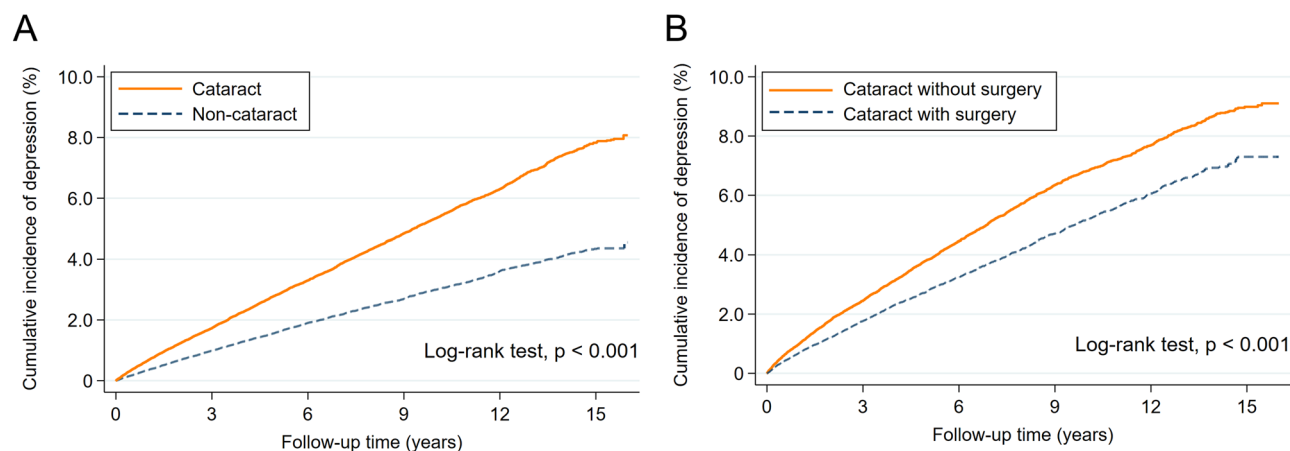 A
Cumulative incidence of depression (%)
10.0
8.0
6.0
4.0
2.0
0
Cataract
Non-cataract
Log-rank test, p < 0.001
0 3 6 9 12 15
Follow-up time (years)
B
Cumulative incidence of depression (%)
10.0
8.0
6.0
4.0
2.0
0
Cataract without surgery
Cataract with surgery
Log-rank test, p < 0.001
0 3 6 9 12 15
Follow-up time (years)